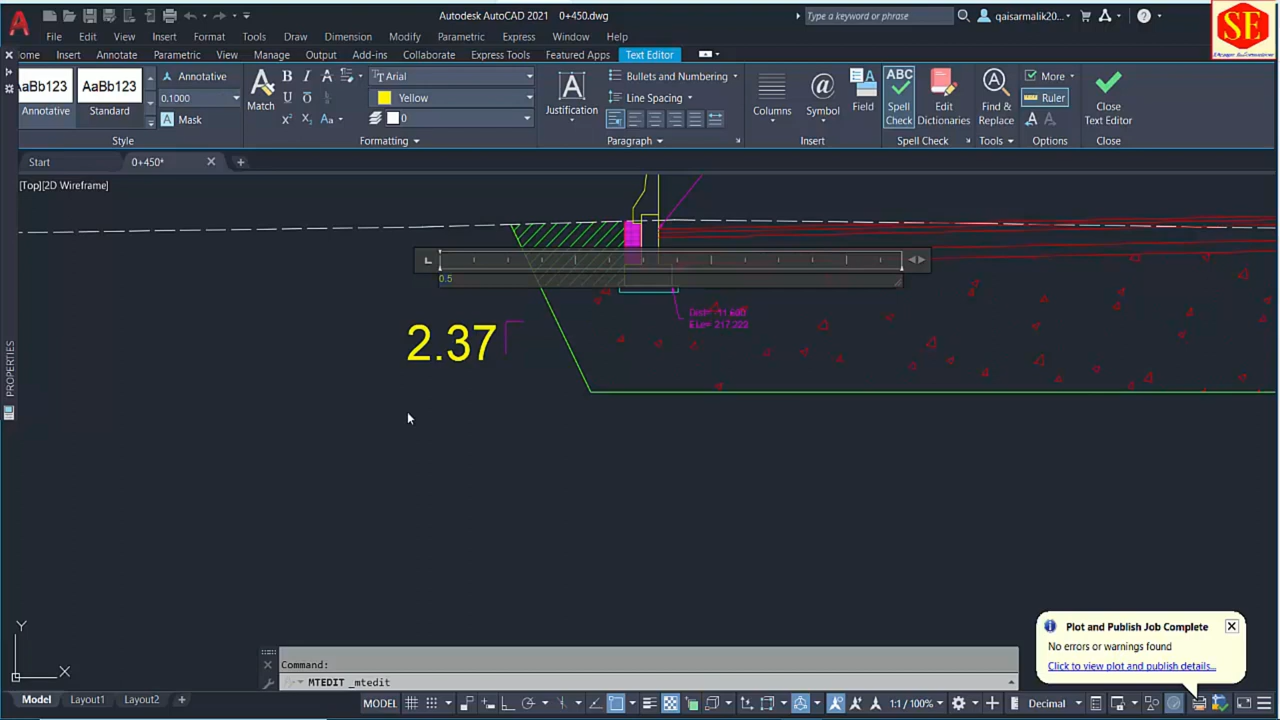 Autodesk AutoCAD 2021 0+450.dwg
Type a keyword or phrase
qaisarmalik20...
SE
File Edit View Insert Format Tools Draw Dimension Modify Parametric Express Window Help
ome Insert Annotate Parametric View Manage Output Add-ins Collaborate Express Tools Featured Apps Text Editor
aBb123 AaBb123
Annotative
Arial
Bullets and Numbering
ABC
More
0.1000
Match
Yellow
Line Spacing
Ruler
Annotative Standard
Mask
0
Justification
Columns Symbol Field
Spell Check
Edit Dictionaries
Find & Replace
Close Text Editor
Style Formatting Paragraph Insert Spell Check Tools Options Close
Start 0+450*
[Top][2D Wireframe]
0.5
2.37
PROPERTIES
Y
X
Command:
MTEDIT _mtedit
Plot and Publish Job Complete
No errors or warnings found
Click to view plot and publish details...
Model Layout1 Layout2
MODEL
1:1 / 100%
Decimal